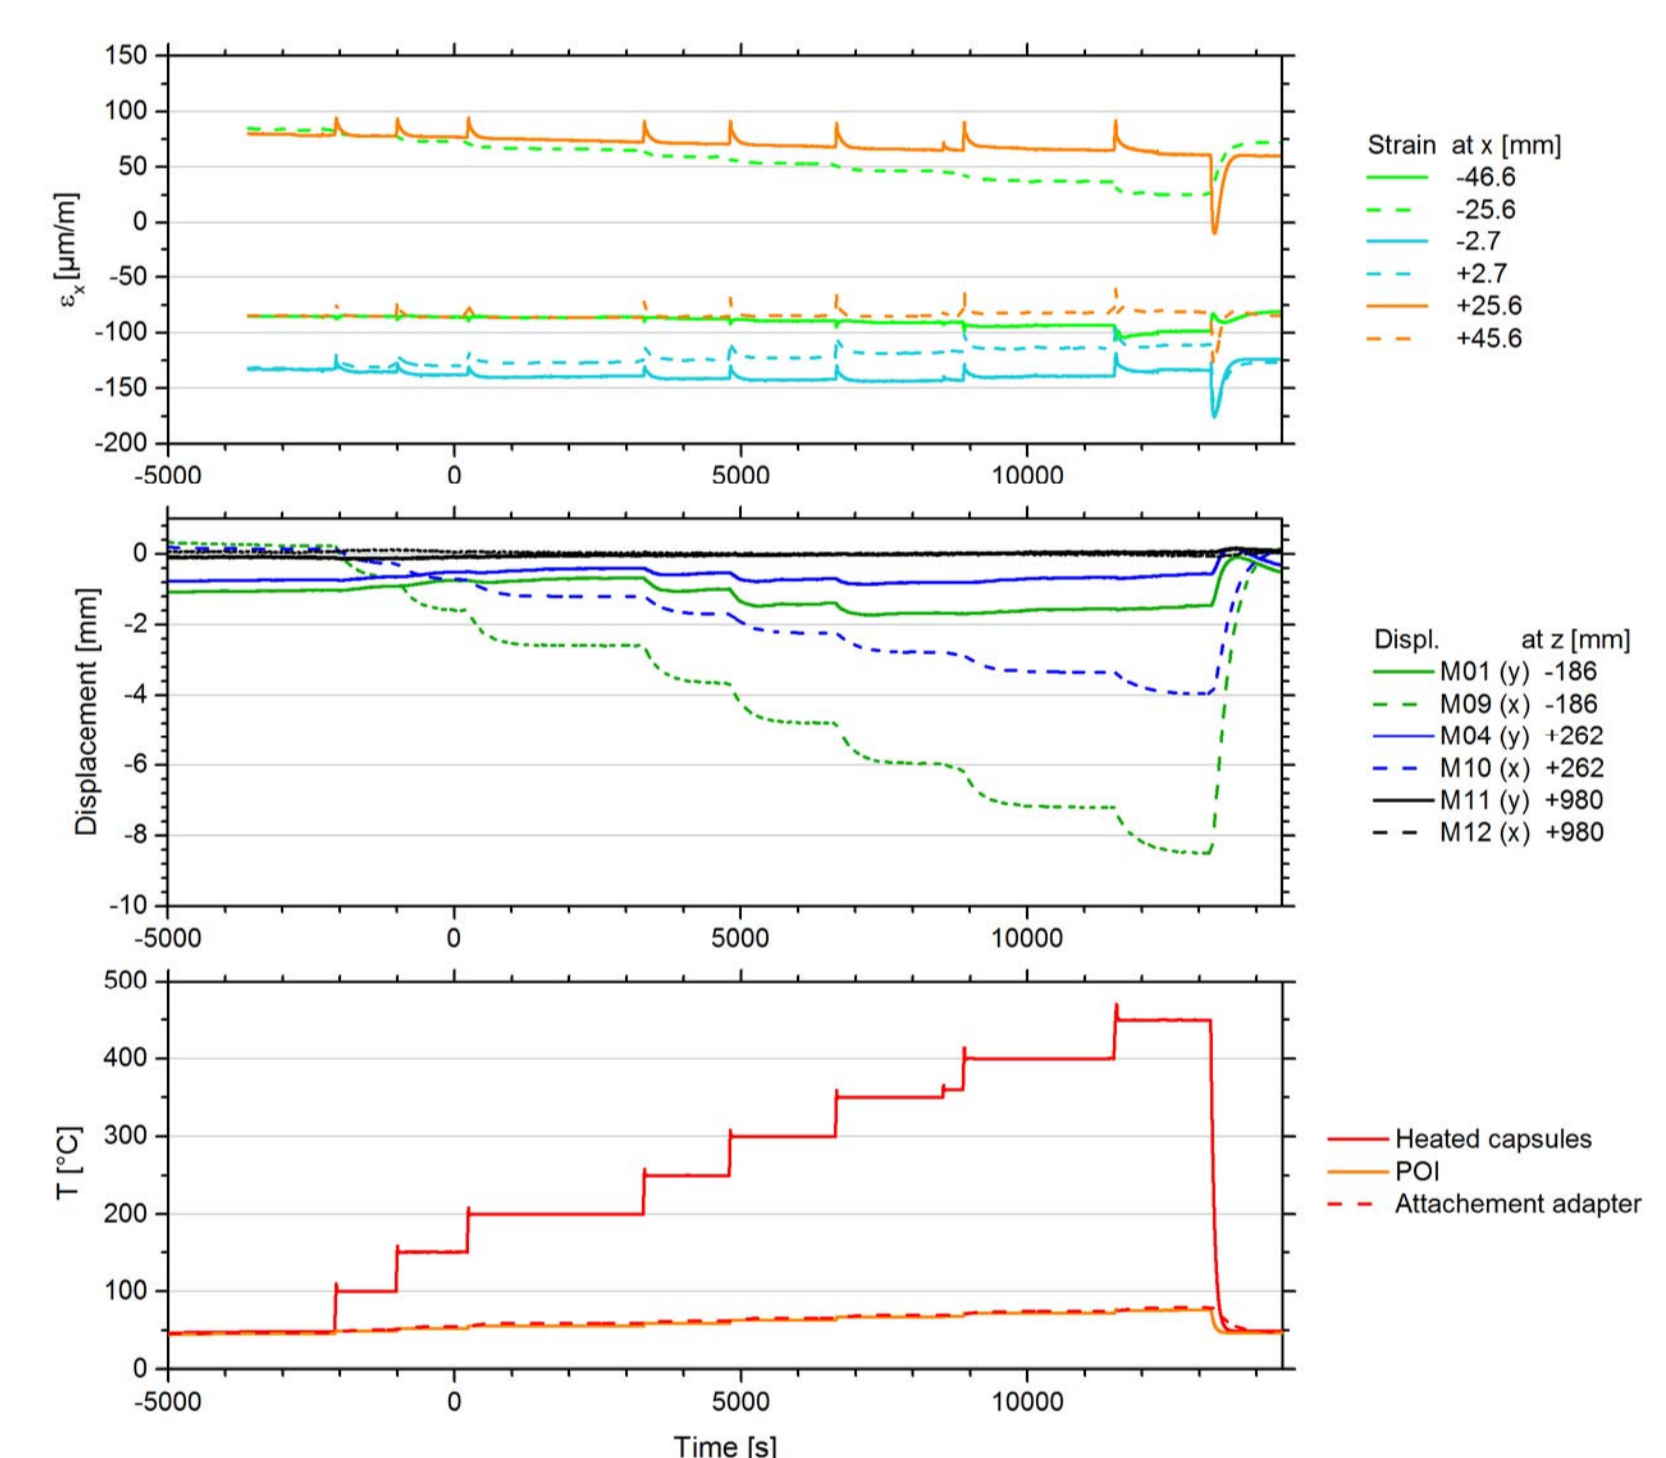 150
100
50
0
-50
-100
-150
-200
εx [µm/m]
-5000 0 5000 10000
Strain at x [mm]
-46.6
-25.6
-2.7
+2.7
+25.6
+45.6
0
-2
-4
-6
-8
-10
Displacement [mm]
-5000 0 5000 10000
Displ. at z [mm]
M01 (y) -186
M09 (x) -186
M04 (y) +262
M10 (x) +262
M11 (y) +980
M12 (x) +980
500
400
300
200
100
0
T [°C]
-5000 0 5000 10000
Time [s]
Heated capsules
POI
Attachement adapter